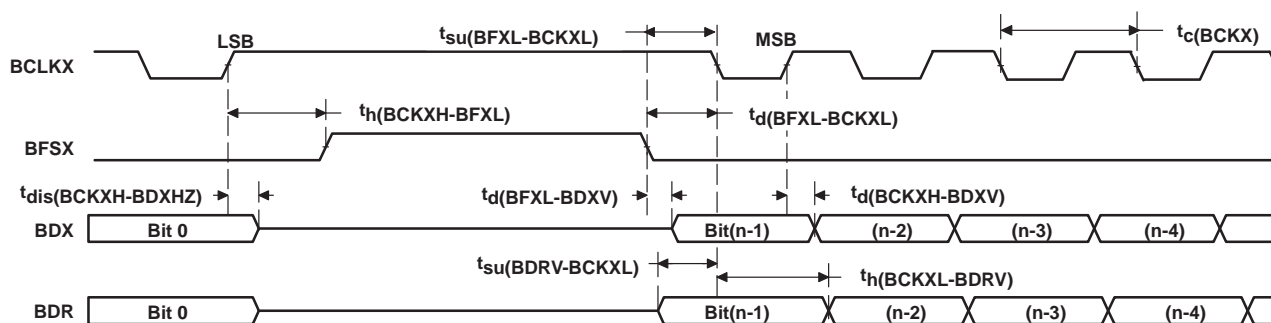 LSB
tsu(BFXL-BCKXL)
MSB
tc(BCKX)
BCLKX
th(BCKXH-BFXL)
td(BFXL-BCKXL)
BFSX
tdis(BCKXH-BDXHZ)
td(BFXL-BDXV)
td(BCKXH-BDXV)
BDX
Bit 0
Bit(n-1)
(n-2)
(n-3)
(n-4)
tsu(BDRV-BCKXL)
th(BCKXL-BDRV)
BDR
Bit 0
Bit(n-1)
(n-2)
(n-3)
(n-4)